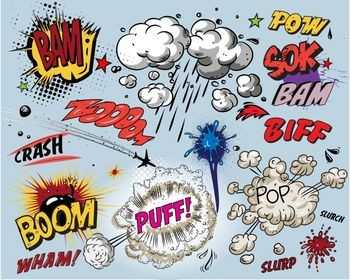 BAM
POW
SOK
BAM
ZOOOM
BIFF
CRASH
BOOM
PUFF!
POP
WHAM!
SLURCH
SLURP